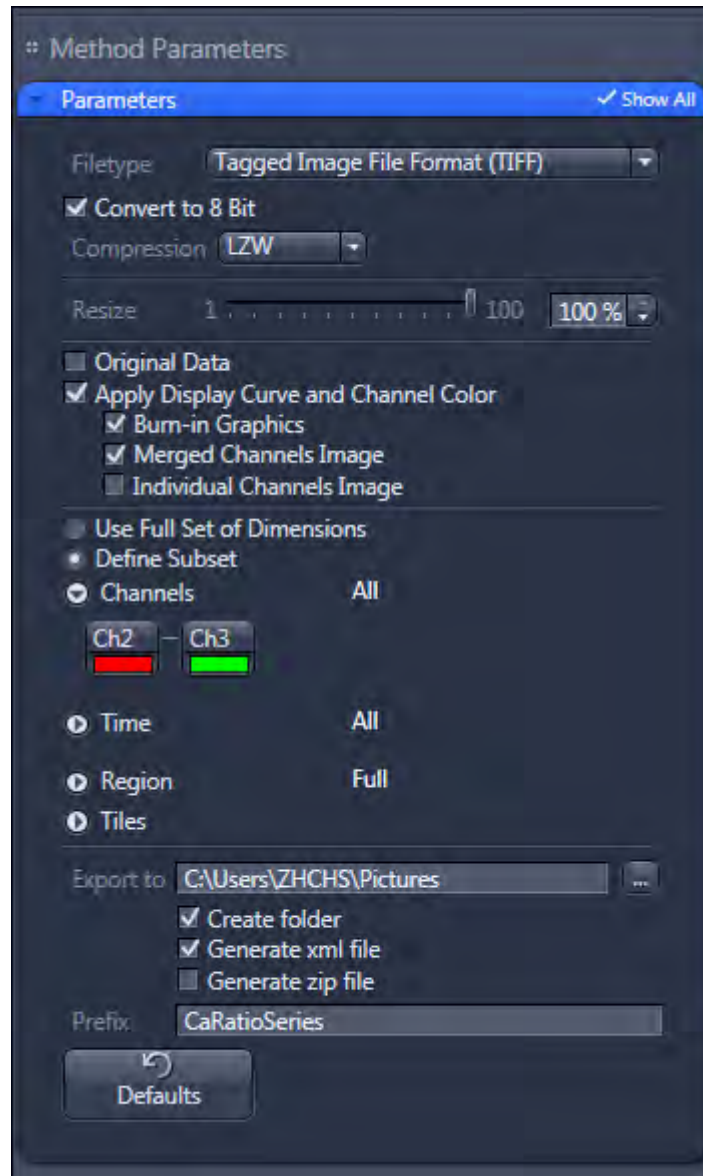 Method Parameters
Parameters Show All
Filetype Tagged Image File Format (TIFF)
Convert to 8 Bit
Compression LZW
Resize 1 100 100 %
Original Data
Apply Display Curve and Channel Color
Burn-in Graphics
Merged Channels Image
Individual Channels Image
Use Full Set of Dimensions
Define Subset
Channels All
Ch2 – Ch3
Time All
Region Full
Tiles
Export to C:\Users\ZHCHS\Pictures ...
Create folder
Generate xml file
Generate zip file
Prefix CaRatioSeries
Defaults